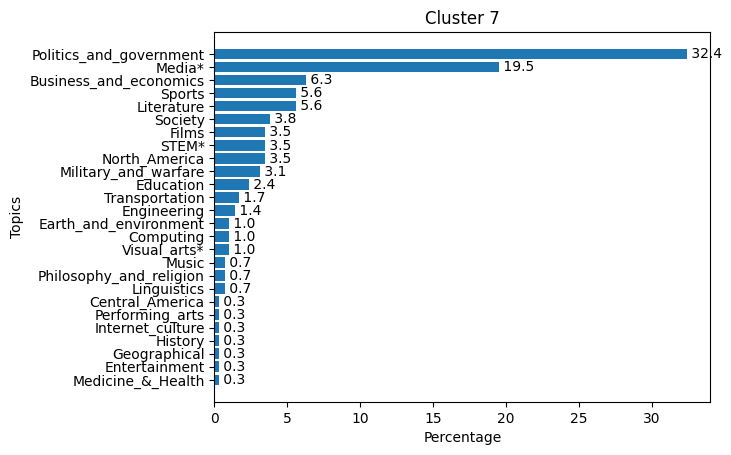 Cluster 7
Politics_and_government 32.4
Media* 19.5
Business_and_economics 6.3
Sports 5.6
Literature 5.6
Society 3.8
Films 3.5
STEM* 3.5
North_America 3.5
Military_and_warfare 3.1
Education 2.4
Transportation 1.7
Engineering 1.4
Earth_and_environment 1.0
Computing 1.0
Visual_arts* 1.0
Music 0.7
Philosophy_and_religion 0.7
Linguistics 0.7
Central_America 0.3
Performing_arts 0.3
Internet_culture 0.3
History 0.3
Geographical 0.3
Entertainment 0.3
Medicine_&_Health 0.3
0 5 10 15 20 25 30
Percentage
Topics